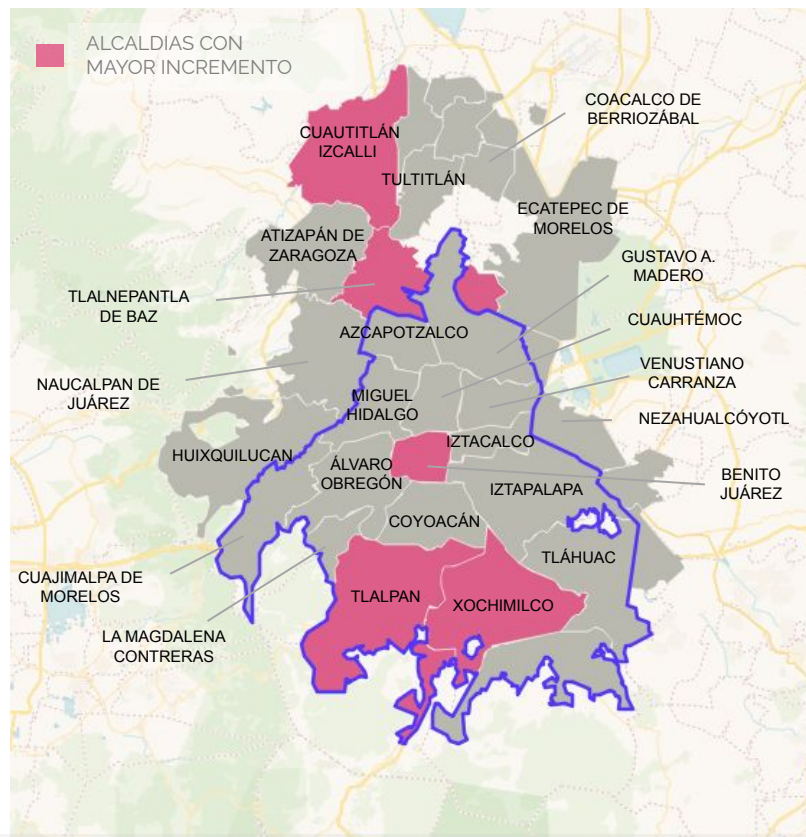 ALCALDIAS CON
MAYOR INCREMENTO
COACALCO DE
BERRIOZÁBAL
CUAUTITLÁN
IZCALLI
TULTITLÁN
ECATEPEC DE
MORELOS
ATIZAPÁN DE
ZARAGOZA
GUSTAVO A.
MADERO
TLALNEPANTLA
DE BAZ
CUAUHTÉMOC
AZCAPOTZALCO
VENUSTIANO
CARRANZA
NAUCALPAN DE
JUÁREZ
MIGUEL
HIDALGO
NEZAHUALCÓYOTL
IZTACALCO
HUIXQUILUCAN
ÁLVARO
OBREGÓN
BENITO
JUÁREZ
IZTAPALAPA
COYOACÁN
TLÁHUAC
CUAJIMALPA DE
MORELOS
TLALPAN
XOCHIMILCO
LA MAGDALENA
CONTRERAS